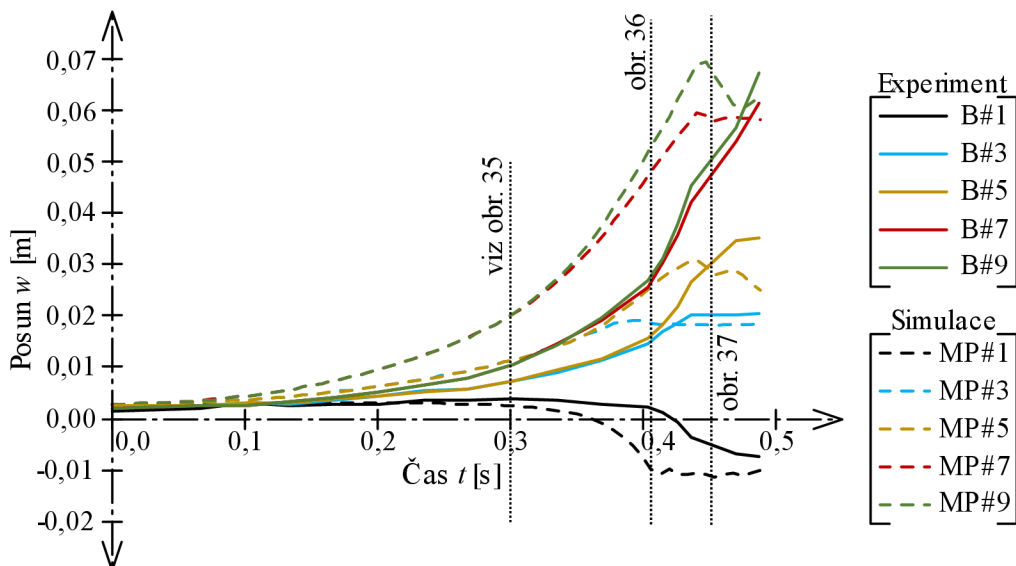 0,07
0,06
0,05
0,04
0,03
0,02
0,01
0,00
-0,01
-0,02
Posun w [m]
0,0
0,1
0,2
0,3
0,4
0,5
Čas t [s]
viz obr. 35
obr. 36
obr. 37
Experiment
B#1
B#3
B#5
B#7
B#9
Simulace
MP#1
MP#3
MP#5
MP#7
MP#9